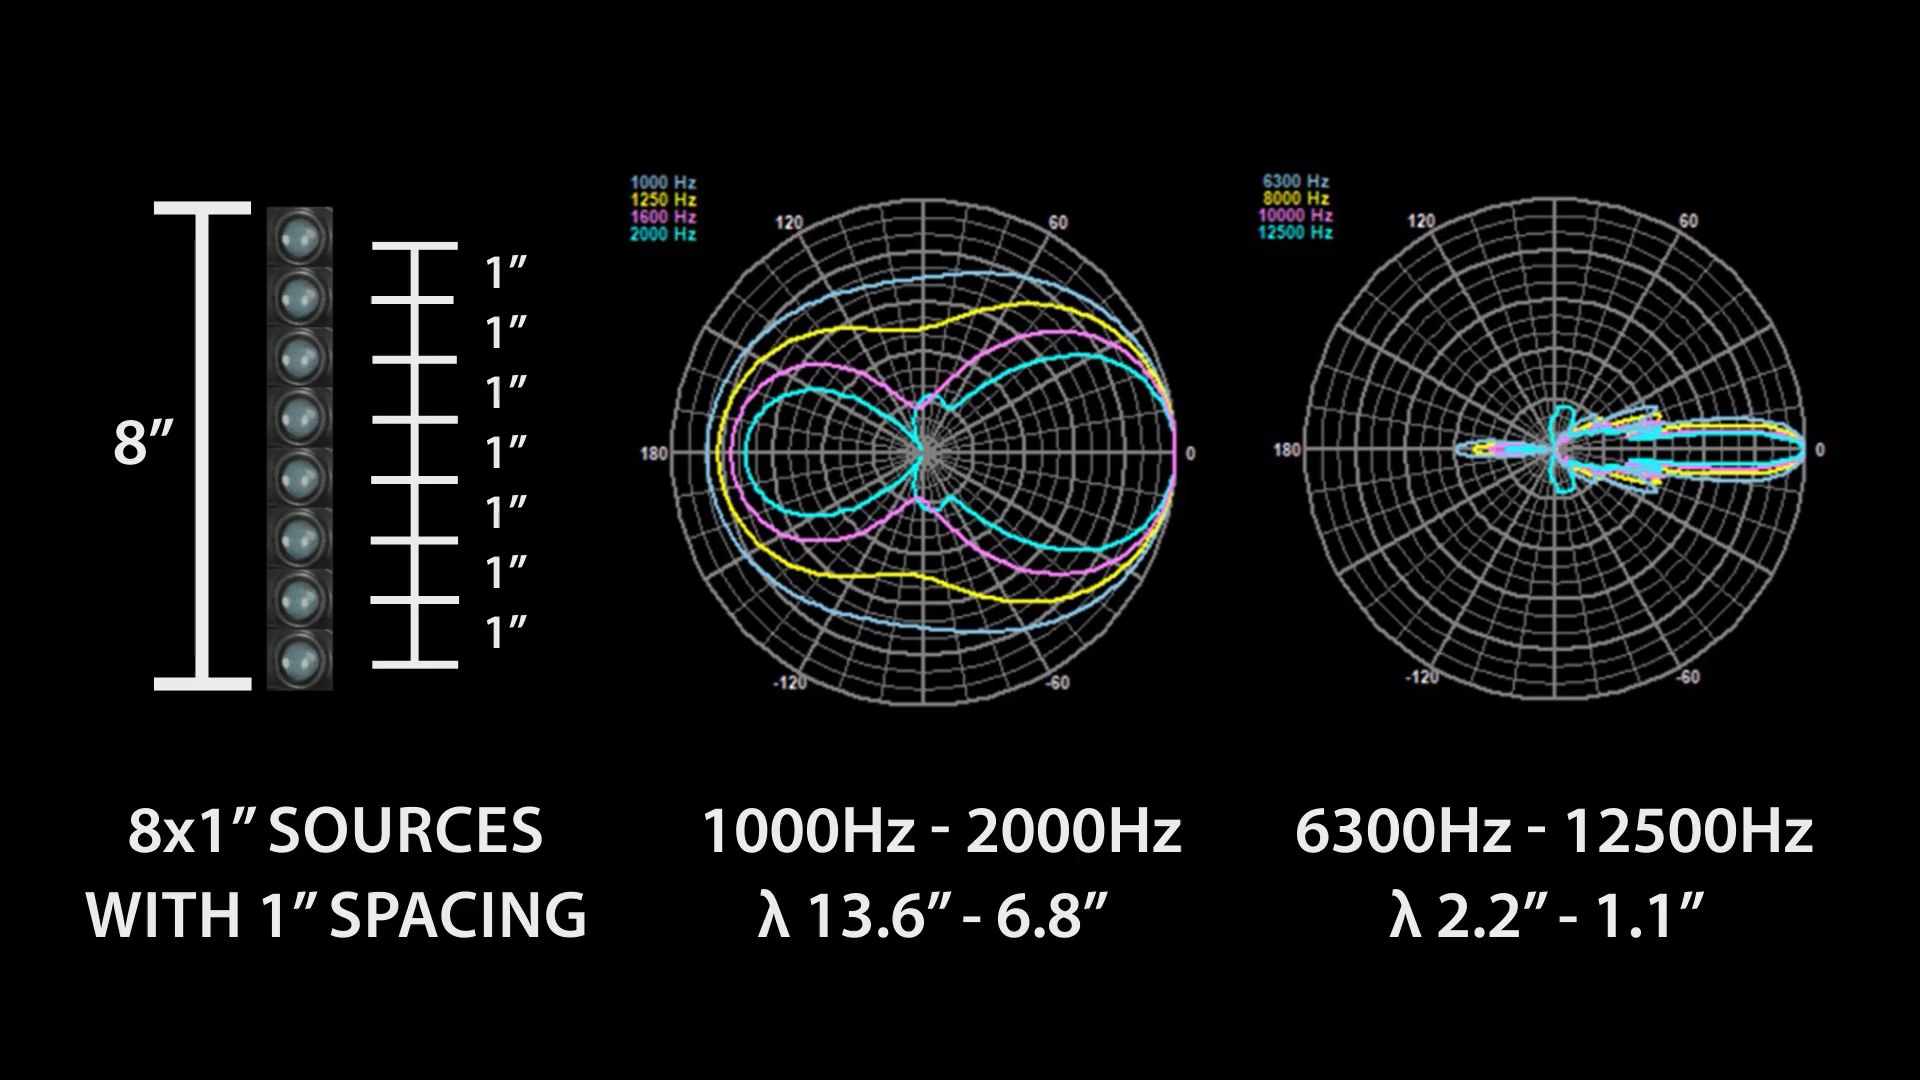 8”
1”
1”
1”
1”
1”
1”
1”
8x1” SOURCES
WITH 1” SPACING
1000 Hz
1250 Hz
1600 Hz
2000 Hz
120
60
180
0
-120
-60
1000Hz - 2000Hz
λ 13.6” - 6.8”
6300 Hz
8000 Hz
10000 Hz
12500 Hz
120
60
180
0
-120
-60
6300Hz - 12500Hz
λ 2.2” - 1.1”